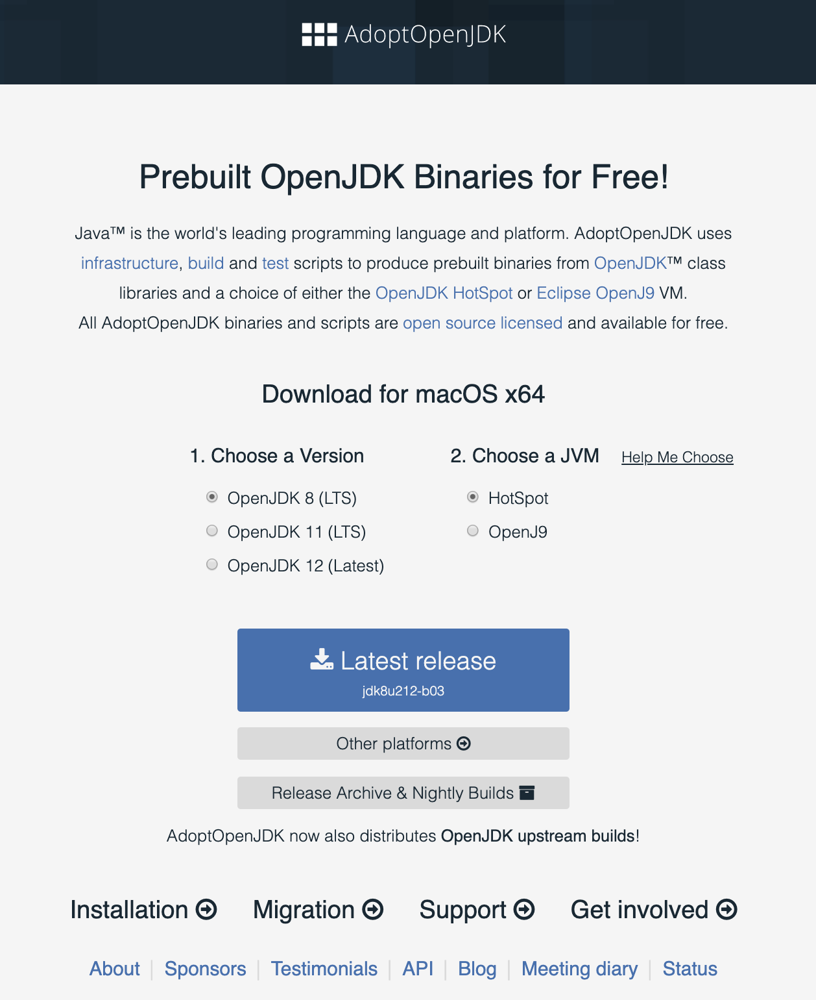 AdoptOpenJDK
Prebuilt OpenJDK Binaries for Free!
Java™ is the world's leading programming language and platform. AdoptOpenJDK uses
infrastructure, build and test scripts to produce prebuilt binaries from OpenJDK™ class
libraries and a choice of either the OpenJDK HotSpot or Eclipse OpenJ9 VM.
All AdoptOpenJDK binaries and scripts are open source licensed and available for free.
Download for macOS x64
1. Choose a Version
OpenJDK 8 (LTS)
OpenJDK 11 (LTS)
OpenJDK 12 (Latest)
2. Choose a JVM Help Me Choose
HotSpot
OpenJ9
Latest release
jdk8u212-b03
Other platforms
Release Archive & Nightly Builds
AdoptOpenJDK now also distributes OpenJDK upstream builds!
Installation Migration Support Get involved
About | Sponsors | Testimonials | API | Blog | Meeting diary | Status